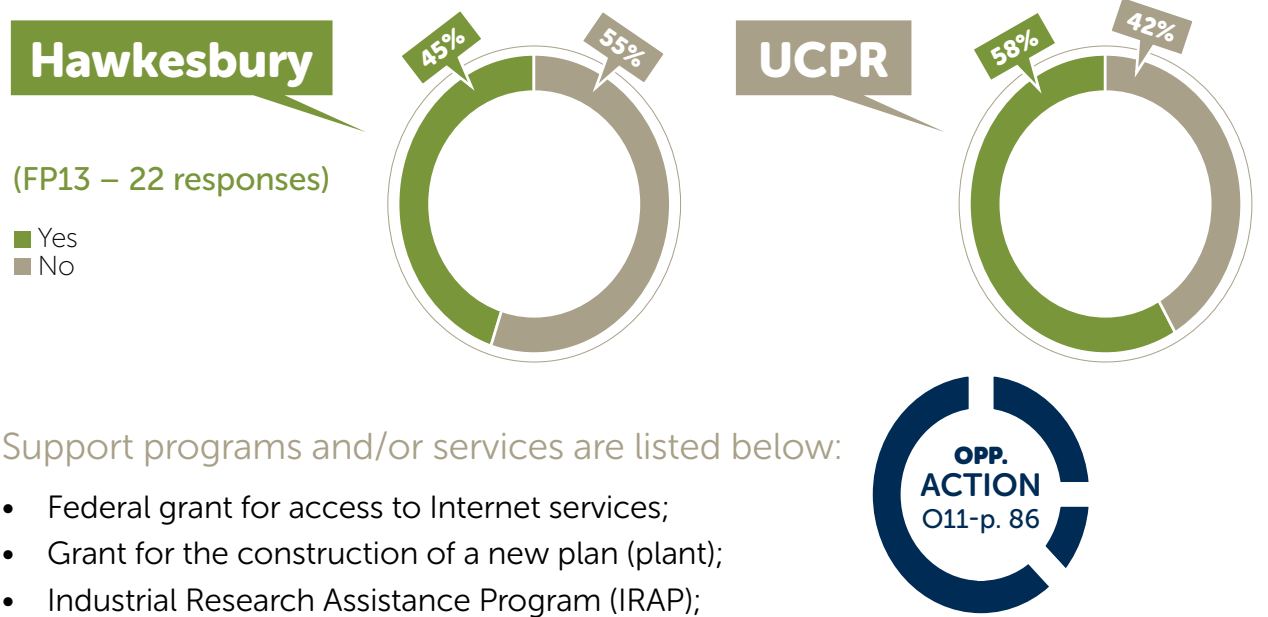 Hawkesbury
45%
55%
UCPR
58%
42%
(FP13 – 22 responses)
Yes
No
Support programs and/or services are listed below:
• Federal grant for access to Internet services;
• Grant for the construction of a new plan (plant);
• Industrial Research Assistance Program (IRAP);
OPP.
ACTION
O11-p. 86